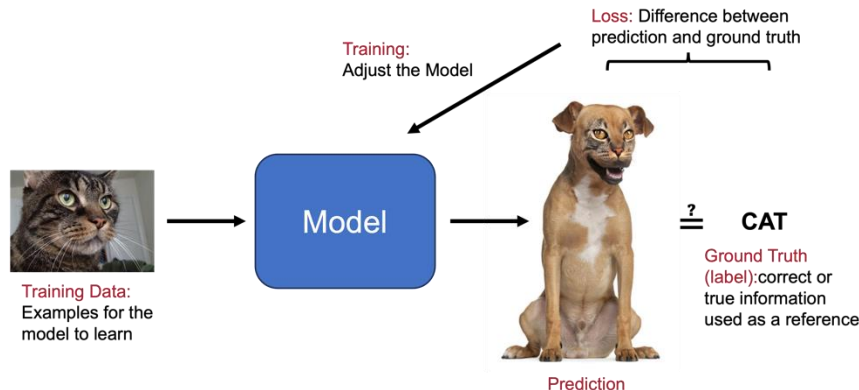 Loss: Difference between
prediction and ground truth
Training:
Adjust the Model
Model
?
=
CAT
Training Data:
Examples for the
model to learn
Ground Truth
(label):correct or
true information
used as a reference
Prediction